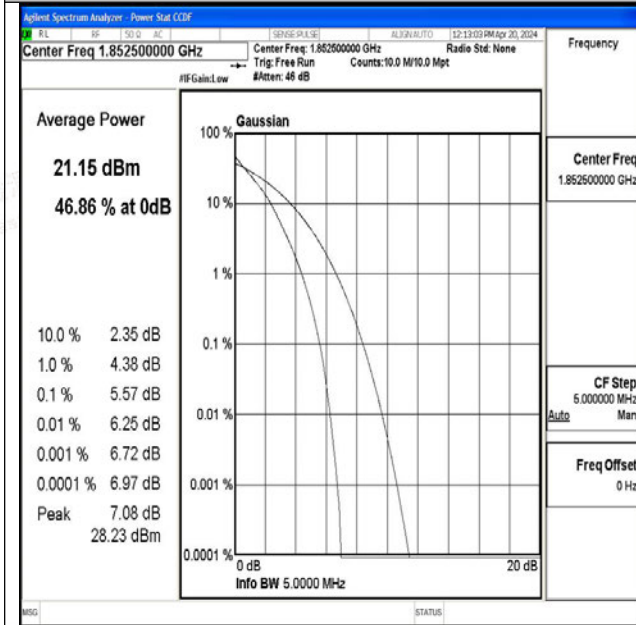 Agilent Spectrum Analyzer - Power Stat CCDF
RL RF 50 Ω AC SENSE:PULSE ALIGNAUTO 12:13:03 PM Apr 20, 2024
Center Freq 1.852500000 GHz
Center Freq: 1.852500000 GHz Radio Std: None
Trig: Free Run Counts:10.0 M/10.0 Mpt
#IFGain:Low #Atten: 46 dB
Frequency
Average Power
21.15 dBm
46.86 % at 0dB
10.0 % 2.35 dB
1.0 % 4.38 dB
0.1 % 5.57 dB
0.01 % 6.25 dB
0.001 % 6.72 dB
0.0001 % 6.97 dB
Peak 7.08 dB
28.23 dBm
Gaussian
100 %
10 %
1 %
0.1 %
0.01 %
0.001 %
0.0001 %
0 dB 20 dB
Info BW 5.0000 MHz
Center Freq
1.852500000 GHz
CF Step
5.000000 MHz
Auto Man
Freq Offset
0 Hz
MSG STATUS